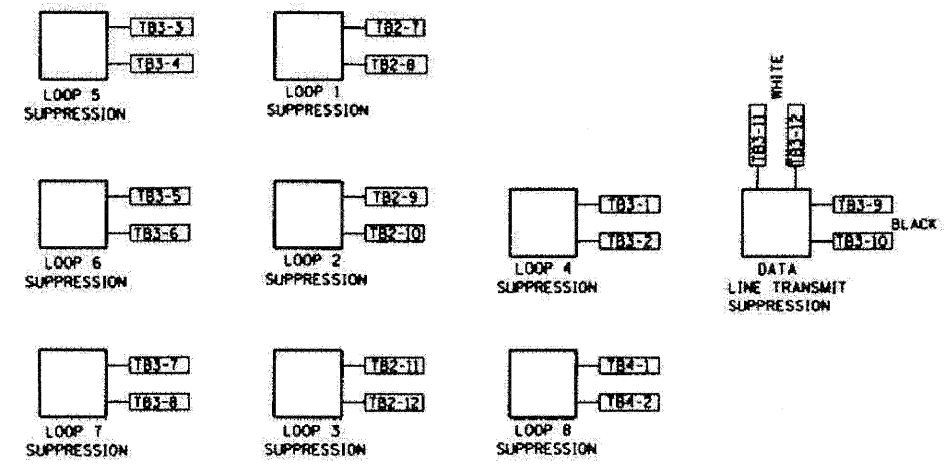 TB3-3
TB3-4
LOOP 5
SUPPRESSION
TB2-7
TB2-8
LOOP 1
SUPPRESSION
TB3-5
TB3-6
LOOP 6
SUPPRESSION
TB2-9
TB2-10
LOOP 2
SUPPRESSION
TB3-1
TB3-2
LOOP 4
SUPPRESSION
WHITE
TB3-11
TB3-12
TB3-9
BLACK
TB3-10
DATA
LINE TRANSMIT
SUPPRESSION
TB3-7
TB3-8
LOOP 7
SUPPRESSION
TB2-11
TB2-12
LOOP 3
SUPPRESSION
TB4-1
TB4-2
LOOP 8
SUPPRESSION